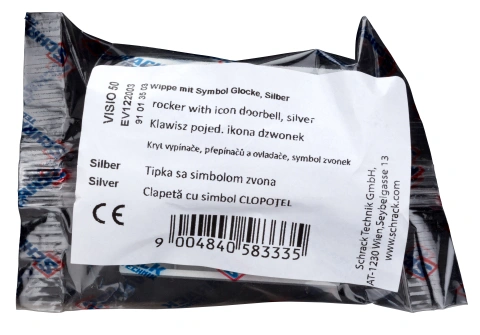 VISIO 50
EV122003
91 01 35 03
Wippe mit Symbol Glocke, Silber
rocker with icon doorbell, silver
Klawisz pojed. ikona dzwonek
Kryt vypínače, přepínačů a ovladače, symbol zvonek
Silber
Silver
Tipka sa simbolom zvona
Clapetă cu simbol CLOPOȚEL
CE
9 004840 583335
Schrack Technik GmbH,
AT-1230 Wien, Seybelgasse 13
www.schrack.com